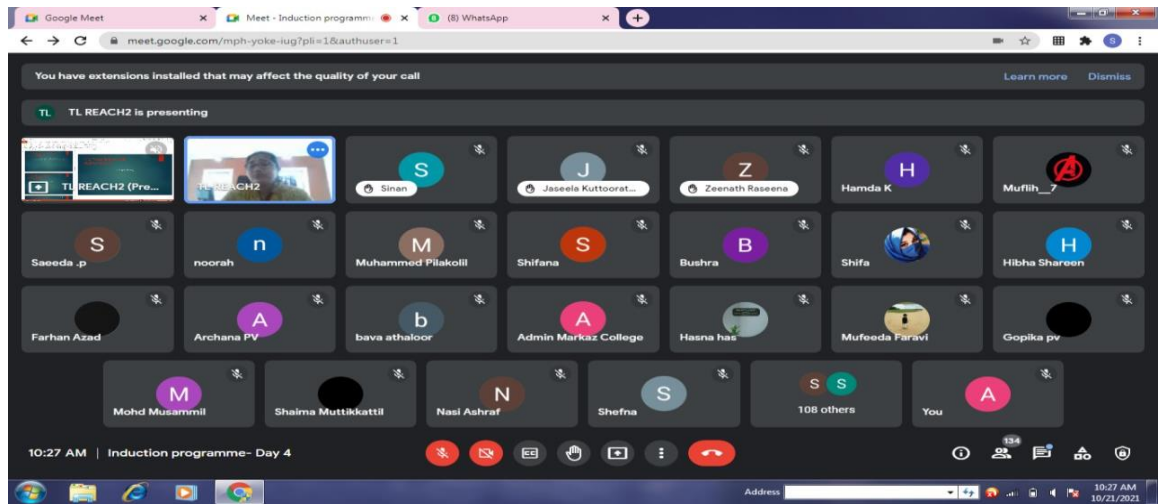 Google Meet
Meet - Induction programme
(8) WhatsApp
meet.google.com/mph-yoke-iug?pli=1&authuser=1
S
You have extensions installed that may affect the quality of your call
Learn more Dismiss
TL TL REACH2 is presenting
TL REACH2 (Pre...
TL REACH2
S
Sinan
J
Jaseela Kuttoorat...
Z
Zeenath Raseena
H
Hamda K
Muflih__7
S
Saeeda .p
n
noorah
M
Muhammed Pilakolil
S
Shifana
B
Bushra
Shifa
H
Hibha Shareen
Farhan Azad
A
Archana PV
b
bava athaloor
A
Admin Markaz College
Hasna has
Mufeeda Faravi
Gopika pv
M
Mohd Musammil
Shaima Muttikkattil
N
Nasi Ashraf
S
Shefna
S S
108 others
A
You
10:27 AM | Induction programme- Day 4
CC
134
Address
10:27 AM
10/21/2021